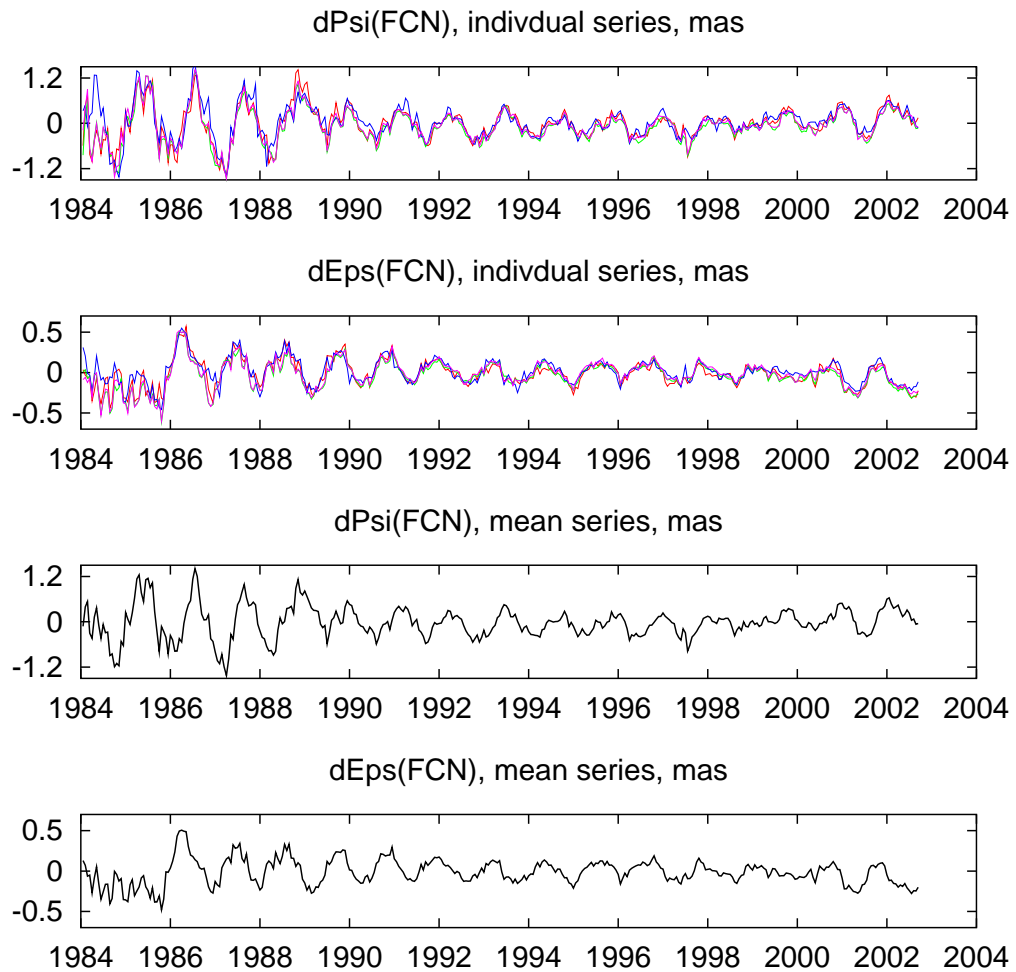 dPsi(FCN), indivdual series, mas
1.2
0
-1.2
1984 1986 1988 1990 1992 1994 1996 1998 2000 2002 2004
dEps(FCN), indivdual series, mas
0.5
0
-0.5
1984 1986 1988 1990 1992 1994 1996 1998 2000 2002 2004
dPsi(FCN), mean series, mas
1.2
0
-1.2
1984 1986 1988 1990 1992 1994 1996 1998 2000 2002 2004
dEps(FCN), mean series, mas
0.5
0
-0.5
1984 1986 1988 1990 1992 1994 1996 1998 2000 2002 2004